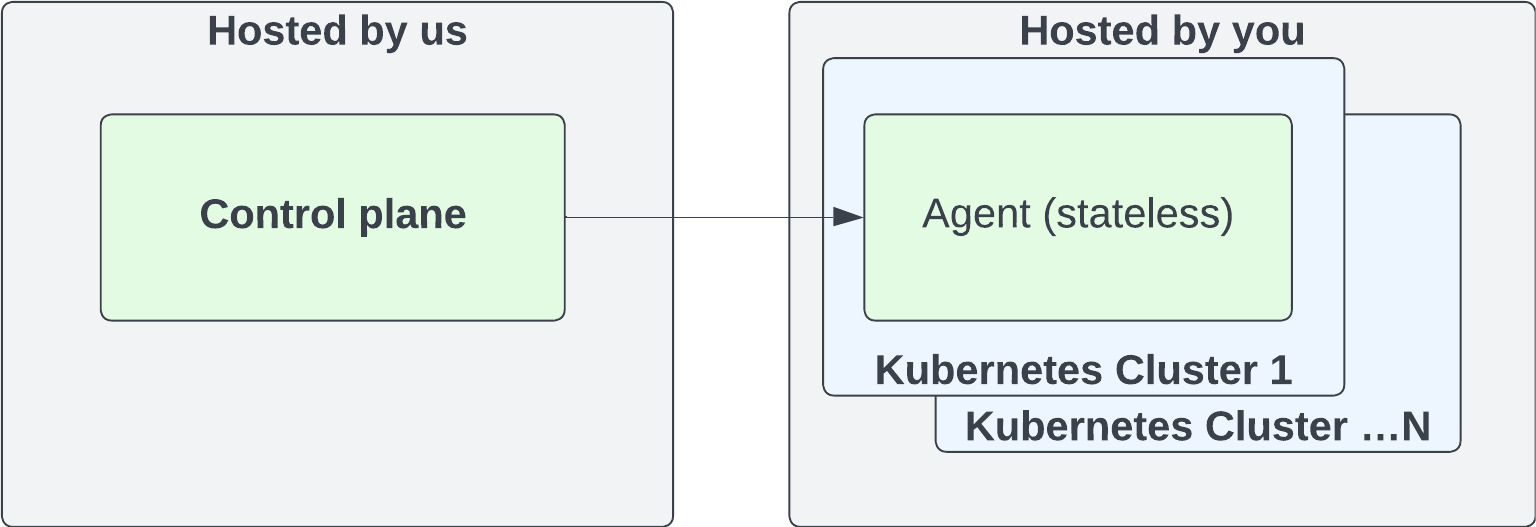 Hosted by us
Control plane
Hosted by you
Agent (stateless)
Kubernetes Cluster 1
Kubernetes Cluster …N